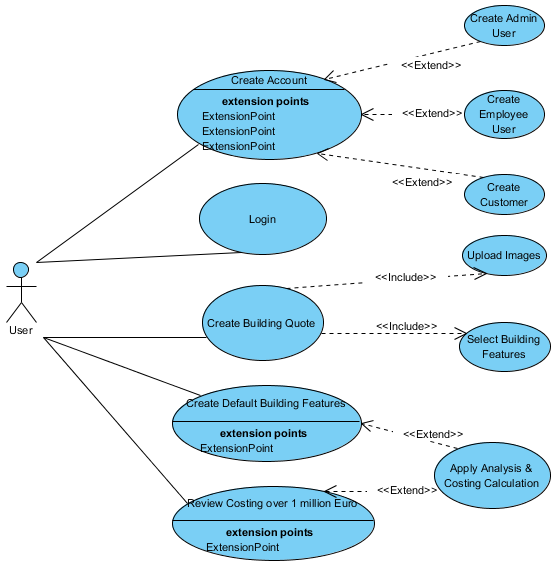 Create Admin
User
<<Extend>>
Create Account
extension points
ExtensionPoint
ExtensionPoint
ExtensionPoint
<<Extend>>
Create
Employee
User
<<Extend>>
Create
Customer
Login
Upload Images
<<Include>>
User
Create Building Quote
<<Include>>
Select Building
Features
Create Default Building Features
extension points
ExtensionPoint
<<Extend>>
Apply Analysis &
Costing Calculation
<<Extend>>
Review Costing over 1 million Euro
extension points
ExtensionPoint